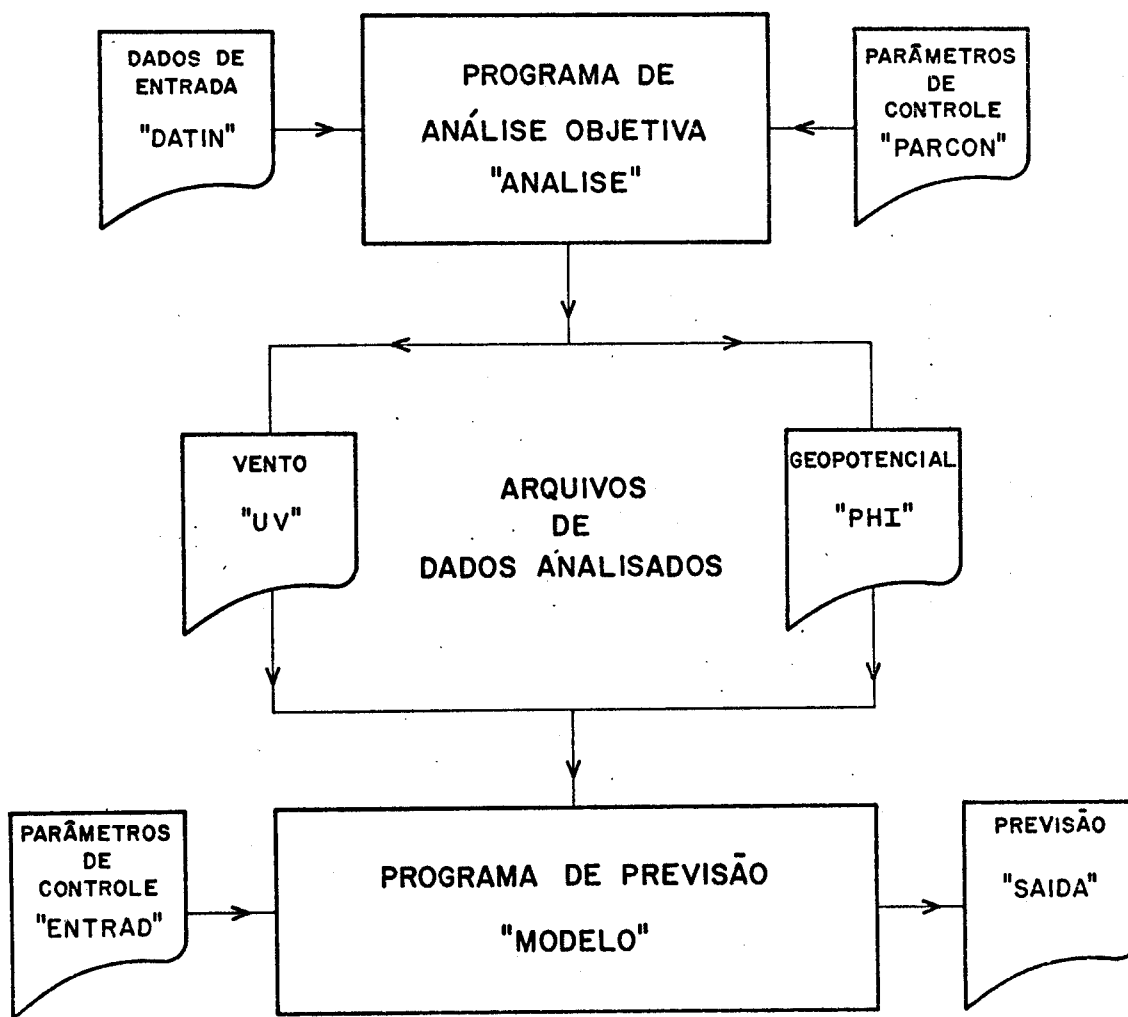 DADOS DE
ENTRADA
"DATIN"
PROGRAMA DE
ANÁLISE OBJETIVA
"ANALISE"
PARÂMETROS
DE
CONTROLE
"PARCON"
VENTO
"UV"
ARQUIVOS
DE
DADOS ANALISADOS
GEOPOTENCIAL
"PHI"
PARÂMETROS
DE
CONTROLE
"ENTRAD"
PROGRAMA DE PREVISÃO
"MODELO"
PREVISÃO
"SAIDA"